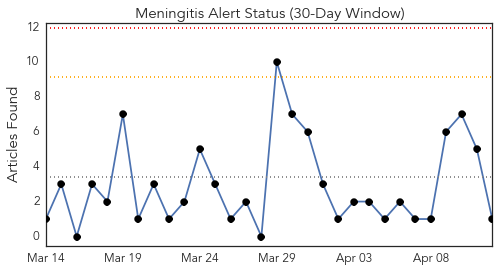 Meningitis Alert Status (30-Day Window)
12
10
8
6
4
2
0
Articles Found
Mar 14 Mar 19 Mar 24 Mar 29 Apr 03 Apr 08